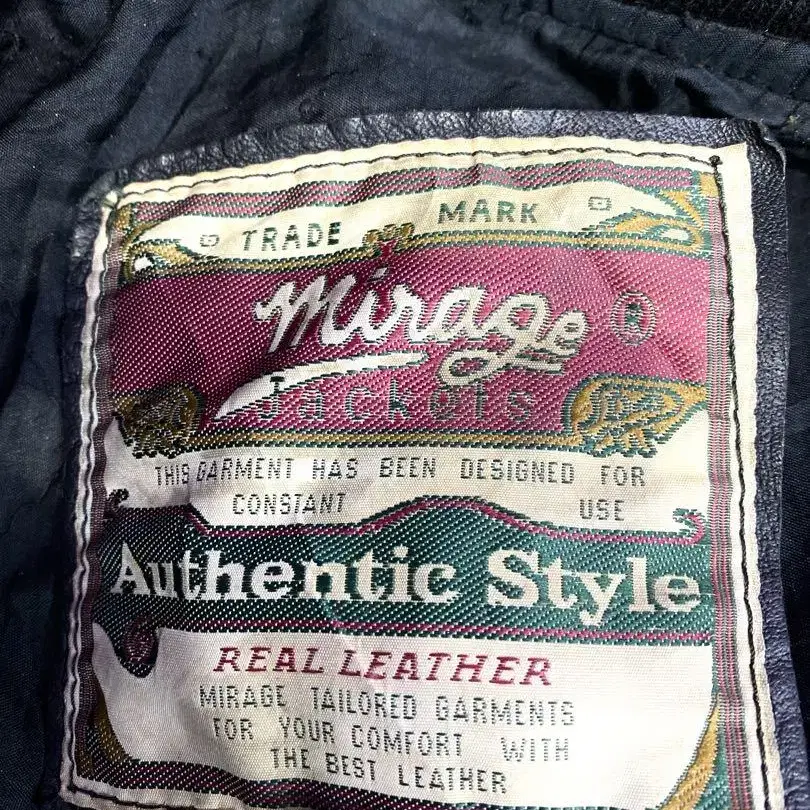 TRADE MARK
Mirage ®
Jackets
THIS GARMENT HAS BEEN DESIGNED FOR
CONSTANT USE
Authentic Style
REAL LEATHER
MIRAGE TAILORED GARMENTS
FOR YOUR COMFORT WITH
THE BEST LEATHER